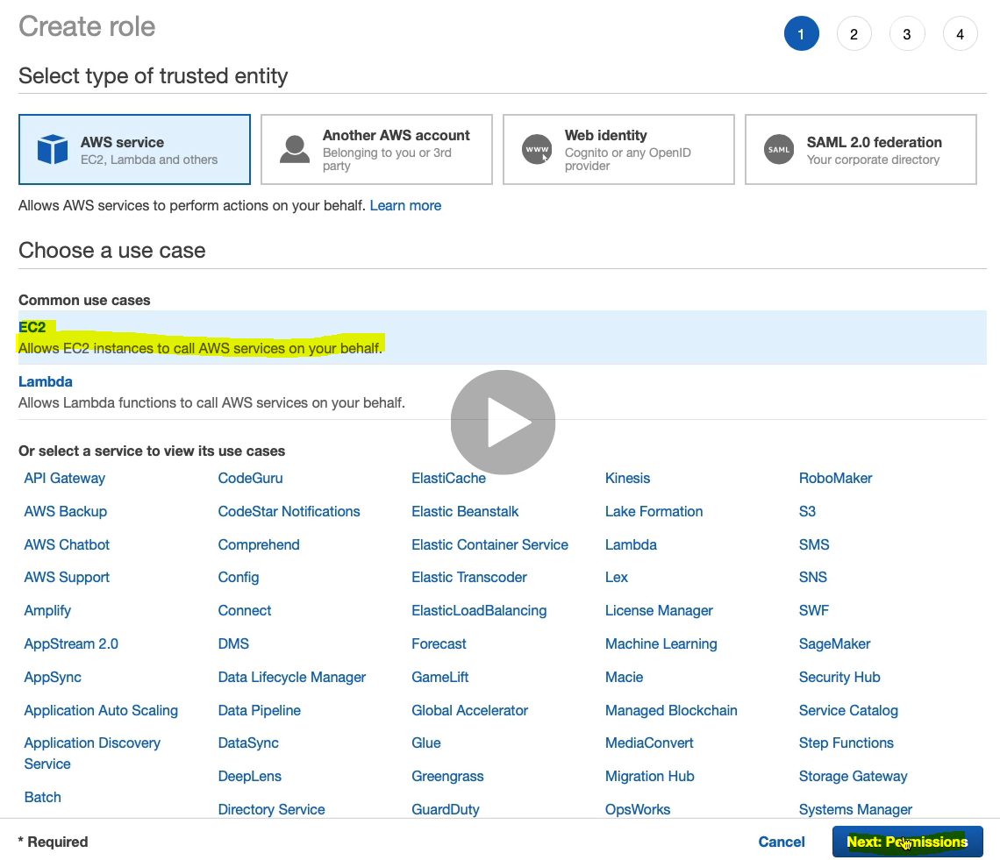 Create role
1 2 3 4
Select type of trusted entity
AWS service
EC2, Lambda and others
Another AWS account
Belonging to you or 3rd
party
www
Web identity
Cognito or any OpenID
provider
SAML
SAML 2.0 federation
Your corporate directory
Allows AWS services to perform actions on your behalf. Learn more
Choose a use case
Common use cases
EC2
Allows EC2 instances to call AWS services on your behalf.
Lambda
Allows Lambda functions to call AWS services on your behalf.
Or select a service to view its use cases
API Gateway CodeGuru ElastiCache Kinesis RoboMaker
AWS Backup CodeStar Notifications Elastic Beanstalk Lake Formation S3
AWS Chatbot Comprehend Elastic Container Service Lambda SMS
AWS Support Config Elastic Transcoder Lex SNS
Amplify Connect ElasticLoadBalancing License Manager SWF
AppStream 2.0 DMS Forecast Machine Learning SageMaker
AppSync Data Lifecycle Manager GameLift Macie Security Hub
Application Auto Scaling Data Pipeline Global Accelerator Managed Blockchain Service Catalog
Application Discovery DataSync Glue MediaConvert Step Functions
Service
DeepLens Greengrass Migration Hub Storage Gateway
Batch
Directory Service GuardDuty OpsWorks Systems Manager
* Required Cancel Next: Permissions